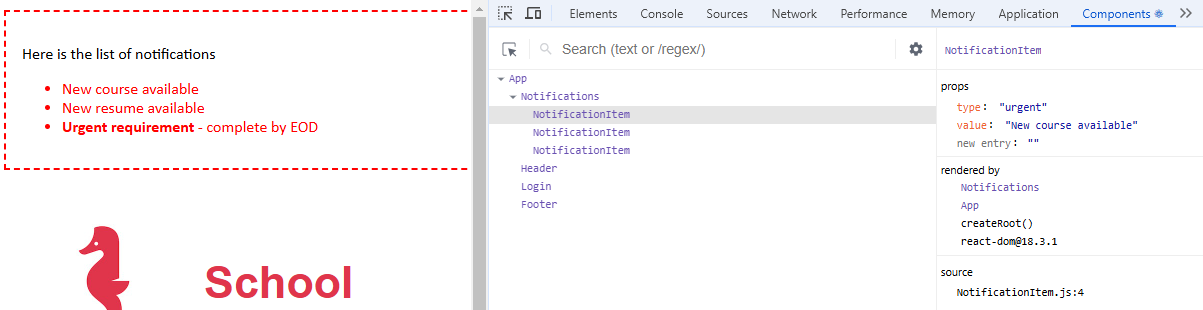 Here is the list of notifications
New course available
New resume available
Urgent requirement - complete by EOD
School
Elements Console Sources Network Performance Memory Application Components
Search (text or /regex/)
App
Notifications
NotificationItem
NotificationItem
NotificationItem
Header
Login
Footer
NotificationItem
props
type: "urgent"
value: "New course available"
new entry: ""
rendered by
Notifications
App
createRoot()
react-dom@18.3.1
source
NotificationItem.js:4